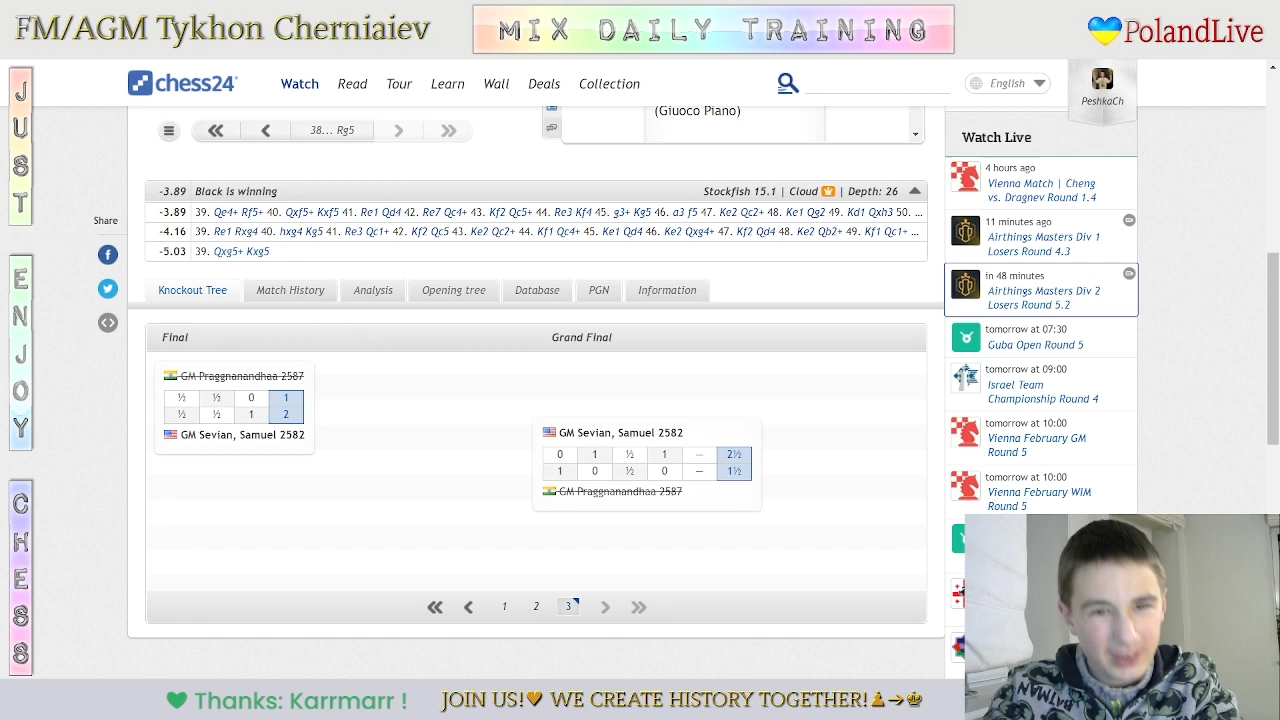 FM/AGM Tykhon Cherniaiev
MIX DAILY TRAINING
PolandLive
JUST
ENJOY
CHESS
chess24
Watch Read Tour Learn Wall Deals Collection
English
PeshkaCh
38... Rg5
(Giuoco Piano)
-3.89 Black is winning Stockfish 15.1 | Cloud | Depth: 26
-3.89 39. Qe4+ Rf5+ 40. Qxf5+ Kxf5 41. Re1 Qd4 42. Ke7 Qc4+ 43. Kf2 Qc5+ 44. Re3 Kf4 45. g3+ Kg5 46. a3 f5 47. Ke2 Qc2+ 48. Ke1 Qg2 49. Kd1 Qxh3 50. ...
-4.16 39. Re1 Rxg3 40. hxg4 Kg5 41. Re3 Qc1+ 42. Kf2 Qc5 43. Ke2 Qc2+ 44. Kf1 Qc4+ 45. Ke1 Qd4 46. Ke2 Qxg4+ 47. Kf2 Qd4 48. Ke2 Qb2+ 49. Kf1 Qc1+ ...
-5.03 39. Qxg5+ Kxg5
Share
Knockout Tree Match History Analysis Opening tree Database PGN Information
Final Grand Final
GM Praggnanandhaa 2587
½ ½ 0 1
½ ½ 1 2
GM Sevian, Samuel 2582
GM Sevian, Samuel 2582
0 1 ½ 1 – 2½
1 0 ½ 0 – 1½
GM Praggnanandhaa 2587
1 2 3
Watch Live
4 hours ago
Vienna Match | Cheng
vs. Dragnev Round 1.4
11 minutes ago
Airthings Masters Div 1
Losers Round 4.3
in 48 minutes
Airthings Masters Div 2
Losers Round 5.2
tomorrow at 07:30
Guba Open Round 5
tomorrow at 09:00
Israel Team
Championship Round 4
tomorrow at 10:00
Vienna February GM
Round 5
tomorrow at 10:00
Vienna February WIM
Round 5
BATMAN
Thanks: Karrmarr !
JOIN US! WE CREATE HISTORY TOGETHER!